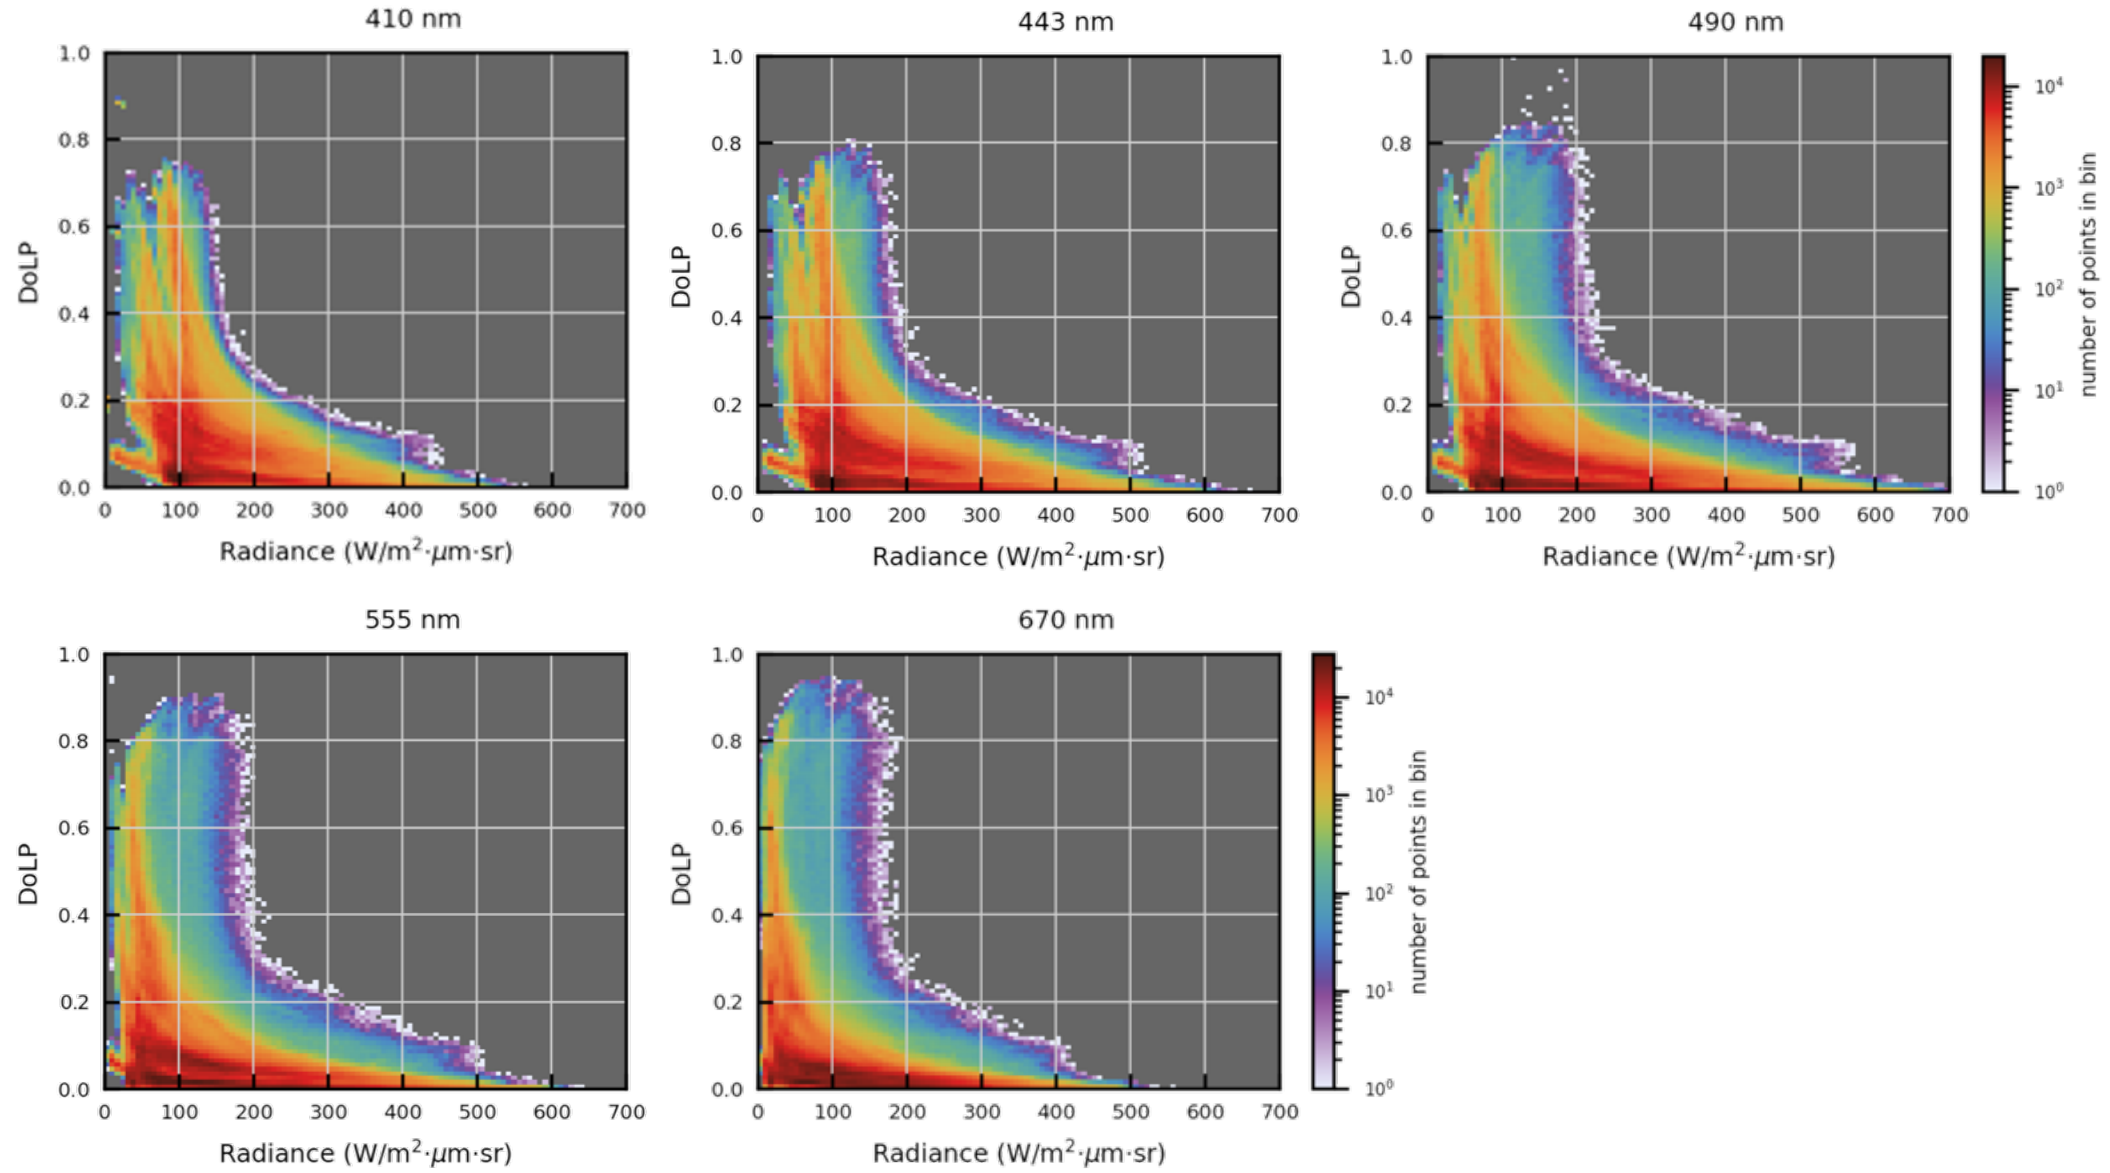 410 nm
443 nm
490 nm
1.0
0.8
0.6
0.4
0.2
0.0
DoLP
0 100 200 300 400 500 600 700
Radiance (W/m²·μm·sr)
1.0
0.8
0.6
0.4
0.2
0.0
DoLP
0 100 200 300 400 500 600 700
Radiance (W/m²·μm·sr)
1.0
0.8
0.6
0.4
0.2
0.0
DoLP
0 100 200 300 400 500 600 700
Radiance (W/m²·μm·sr)
10⁴
10³
10²
10¹
10⁰
number of points in bin
555 nm
670 nm
1.0
0.8
0.6
0.4
0.2
0.0
DoLP
0 100 200 300 400 500 600 700
Radiance (W/m²·μm·sr)
1.0
0.8
0.6
0.4
0.2
0.0
DoLP
0 100 200 300 400 500 600 700
Radiance (W/m²·μm·sr)
10⁴
10³
10²
10¹
10⁰
number of points in bin